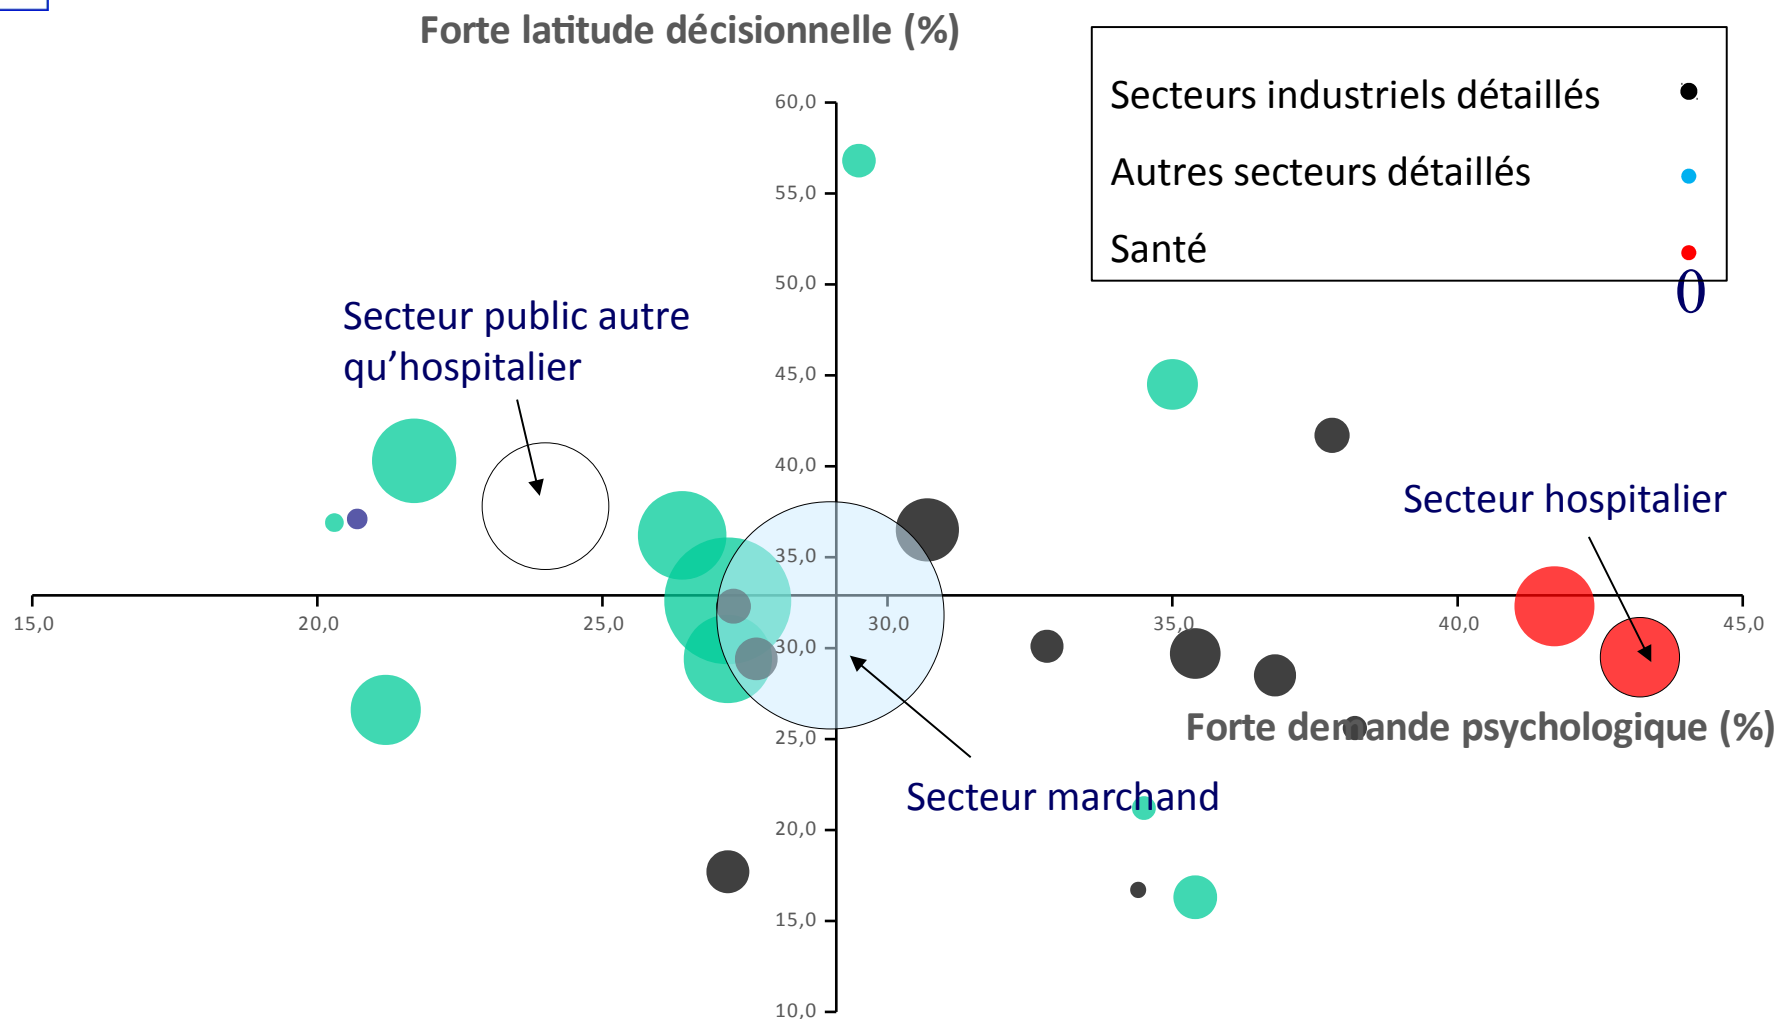 Forte latitude décisionnelle (%)
Secteurs industriels détaillés
Autres secteurs détaillés
Santé
0
60,0
55,0
50,0
45,0
40,0
35,0
30,0
25,0
20,0
15,0
10,0
Secteur public autre
qu’hospitalier
Secteur hospitalier
15,0 20,0 25,0 30,0 35,0 40,0 45,0
Forte demande psychologique (%)
Secteur marchand